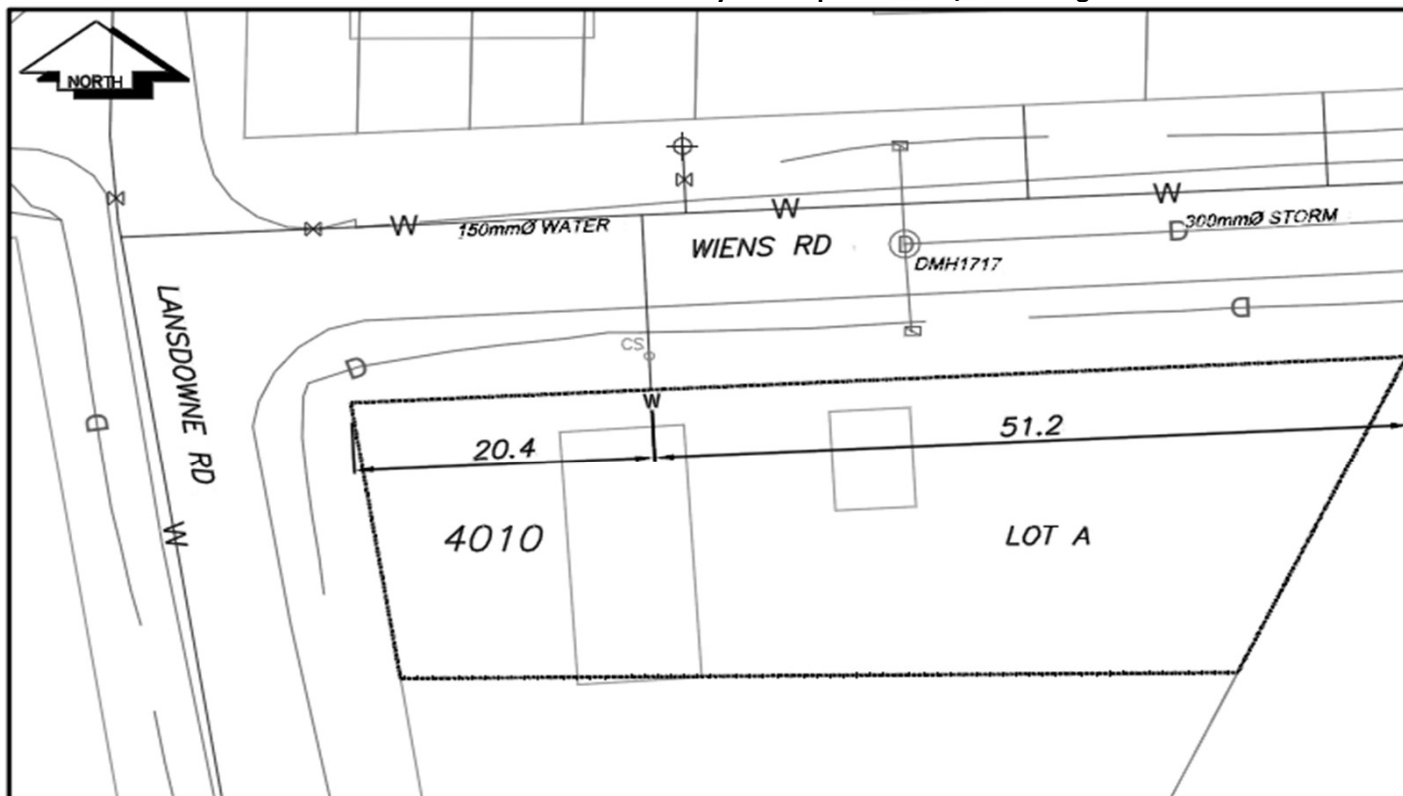 NORTH
W
W
W
150mmØ WATER
300mmØ STORM
WIENS RD
D
D
DMH1717
D
LANSDOWNE RD
CS
D
W
D
20.4
51.2
W
4010
LOT A